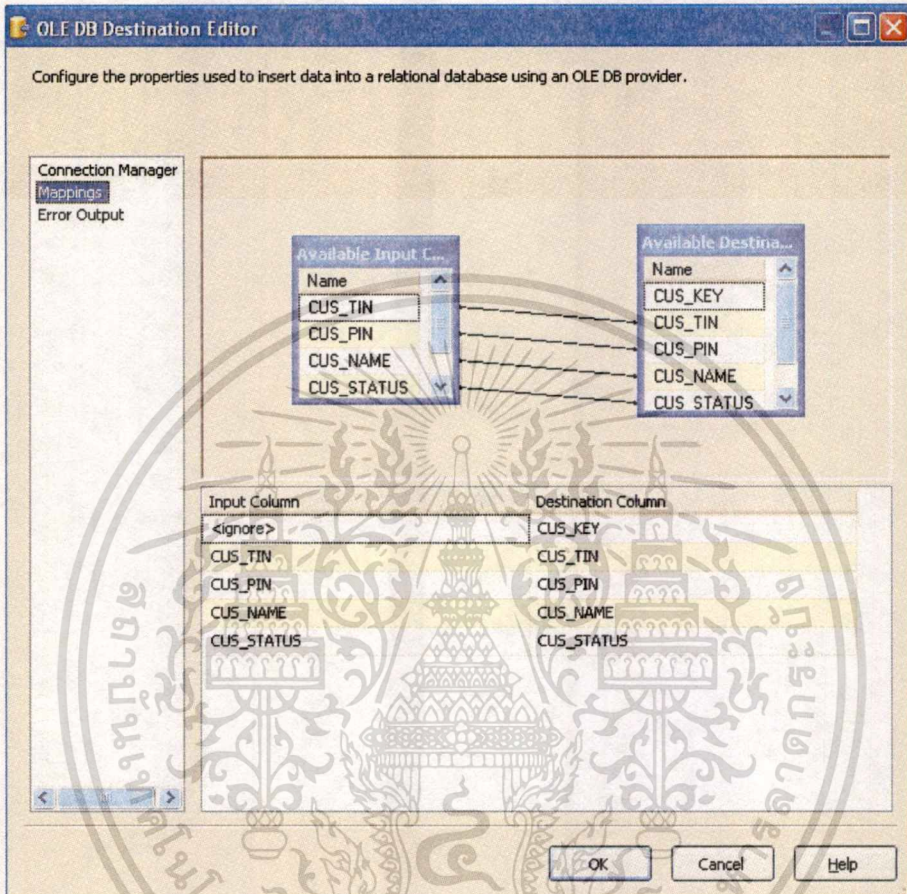 OLE DB Destination Editor
Configure the properties used to insert data into a relational database using an OLE DB provider.
Connection Manager
Mappings
Error Output
Available Input C...
Name
CUS_TIN
CUS_PIN
CUS_NAME
CUS_STATUS
Available Destina...
Name
CUS_KEY
CUS_TIN
CUS_PIN
CUS_NAME
CUS_STATUS
Input Column Destination Column
<ignore> CUS_KEY
CUS_TIN CUS_TIN
CUS_PIN CUS_PIN
CUS_NAME CUS_NAME
CUS_STATUS CUS_STATUS
OK Cancel Help